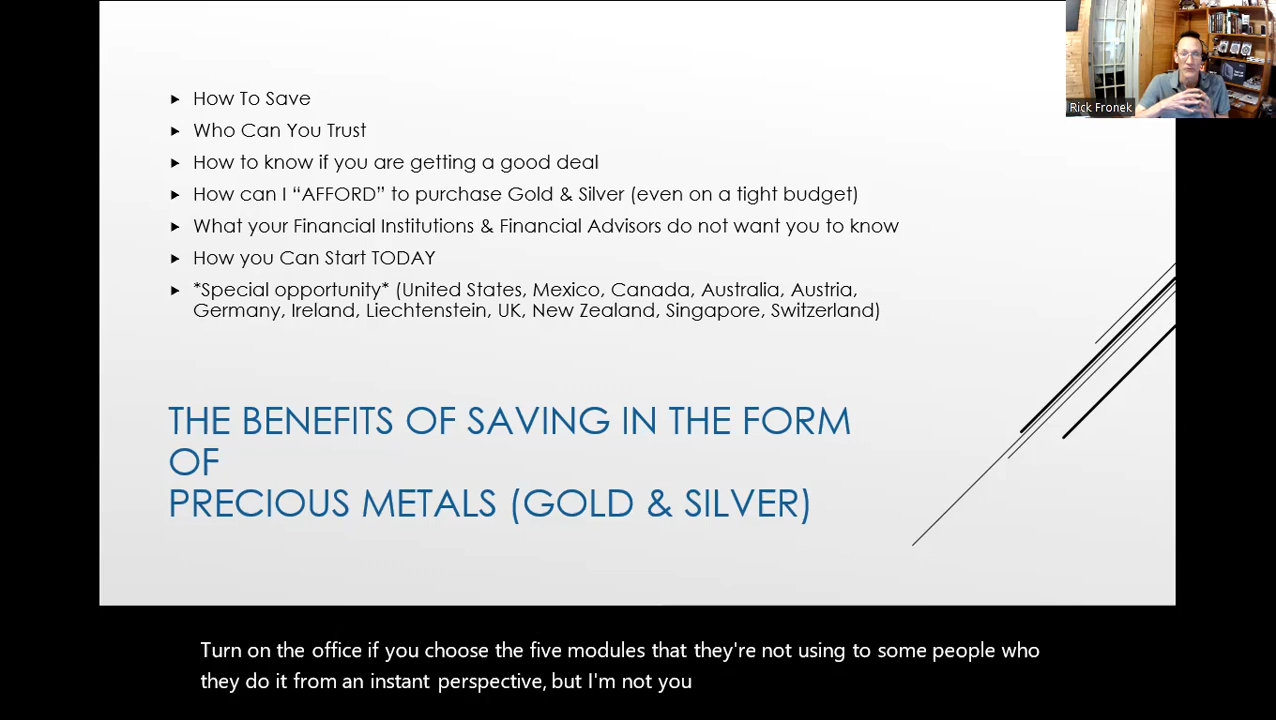 How To Save
Who Can You Trust
How to know if you are getting a good deal
How can I “AFFORD” to purchase Gold & Silver (even on a tight budget)
What your Financial Institutions & Financial Advisors do not want you to know
How you Can Start TODAY
*Special opportunity* (United States, Mexico, Canada, Australia, Austria,
Germany, Ireland, Liechtenstein, UK, New Zealand, Singapore, Switzerland)
THE BENEFITS OF SAVING IN THE FORM
OF
PRECIOUS METALS (GOLD & SILVER)
Rick Fronek
Turn on the office if you choose the five modules that they're not using to some people who
they do it from an instant perspective, but I'm not you